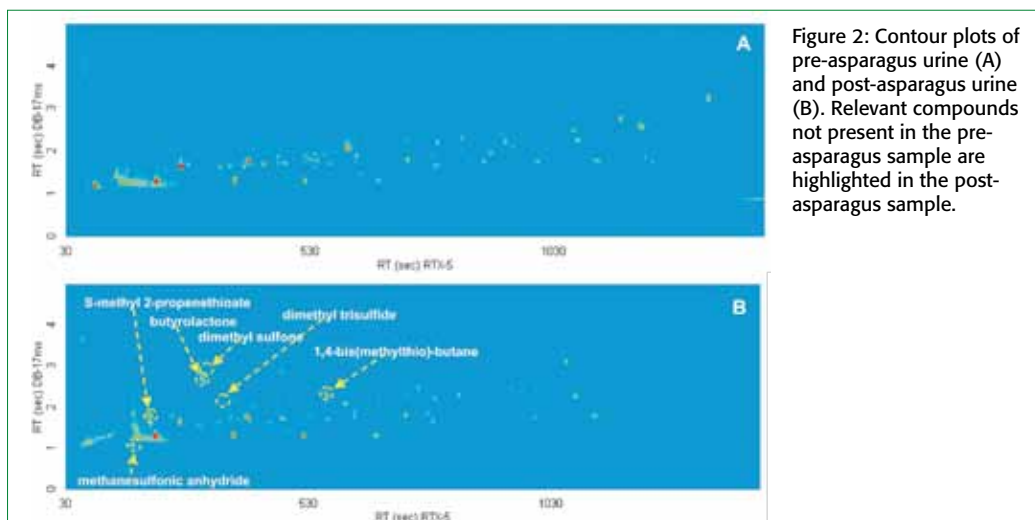 A
RT (sec) DB-17ms
4
3
2
1
0
30
530
1030
RT (sec) RTX-5
B
S-methyl 2-propenethioate
butyrolactone
dimethyl sulfone
dimethyl trisulfide
1,4-bis(methylthio)-butane
methanesulfonic anhydride
RT (sec) DB-17ms
4
3
2
1
0
30
530
1030
RT (sec) RTX-5
Figure 2: Contour plots of
pre-asparagus urine (A)
and post-asparagus urine
(B). Relevant compounds
not present in the pre-
asparagus sample are
highlighted in the post-
asparagus sample.